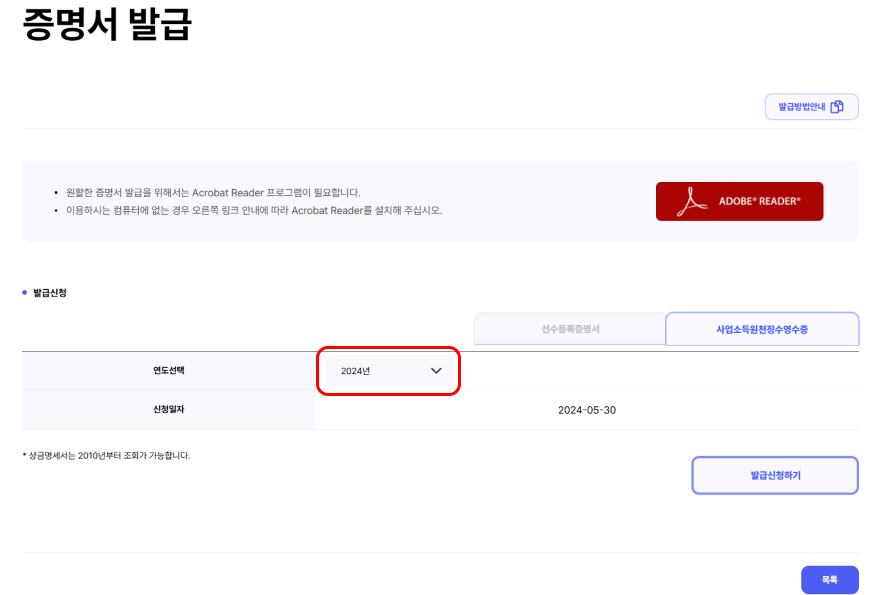 증명서 발급
발급방법안내
• 원활한 증명서 발급을 위해서는 Acrobat Reader 프로그램이 필요합니다.
• 이용하시는 컴퓨터에 없는 경우 오른쪽 링크 안내에 따라 Acrobat Reader를 설치해 주십시오.
ADOBE® READER®
• 발급신청
선수등록증명서
사업소득원천징수영수증
연도선택
2024년
신청일자
2024-05-30
* 상금명세서는 2010년부터 조회가 가능합니다.
발급신청하기
목록